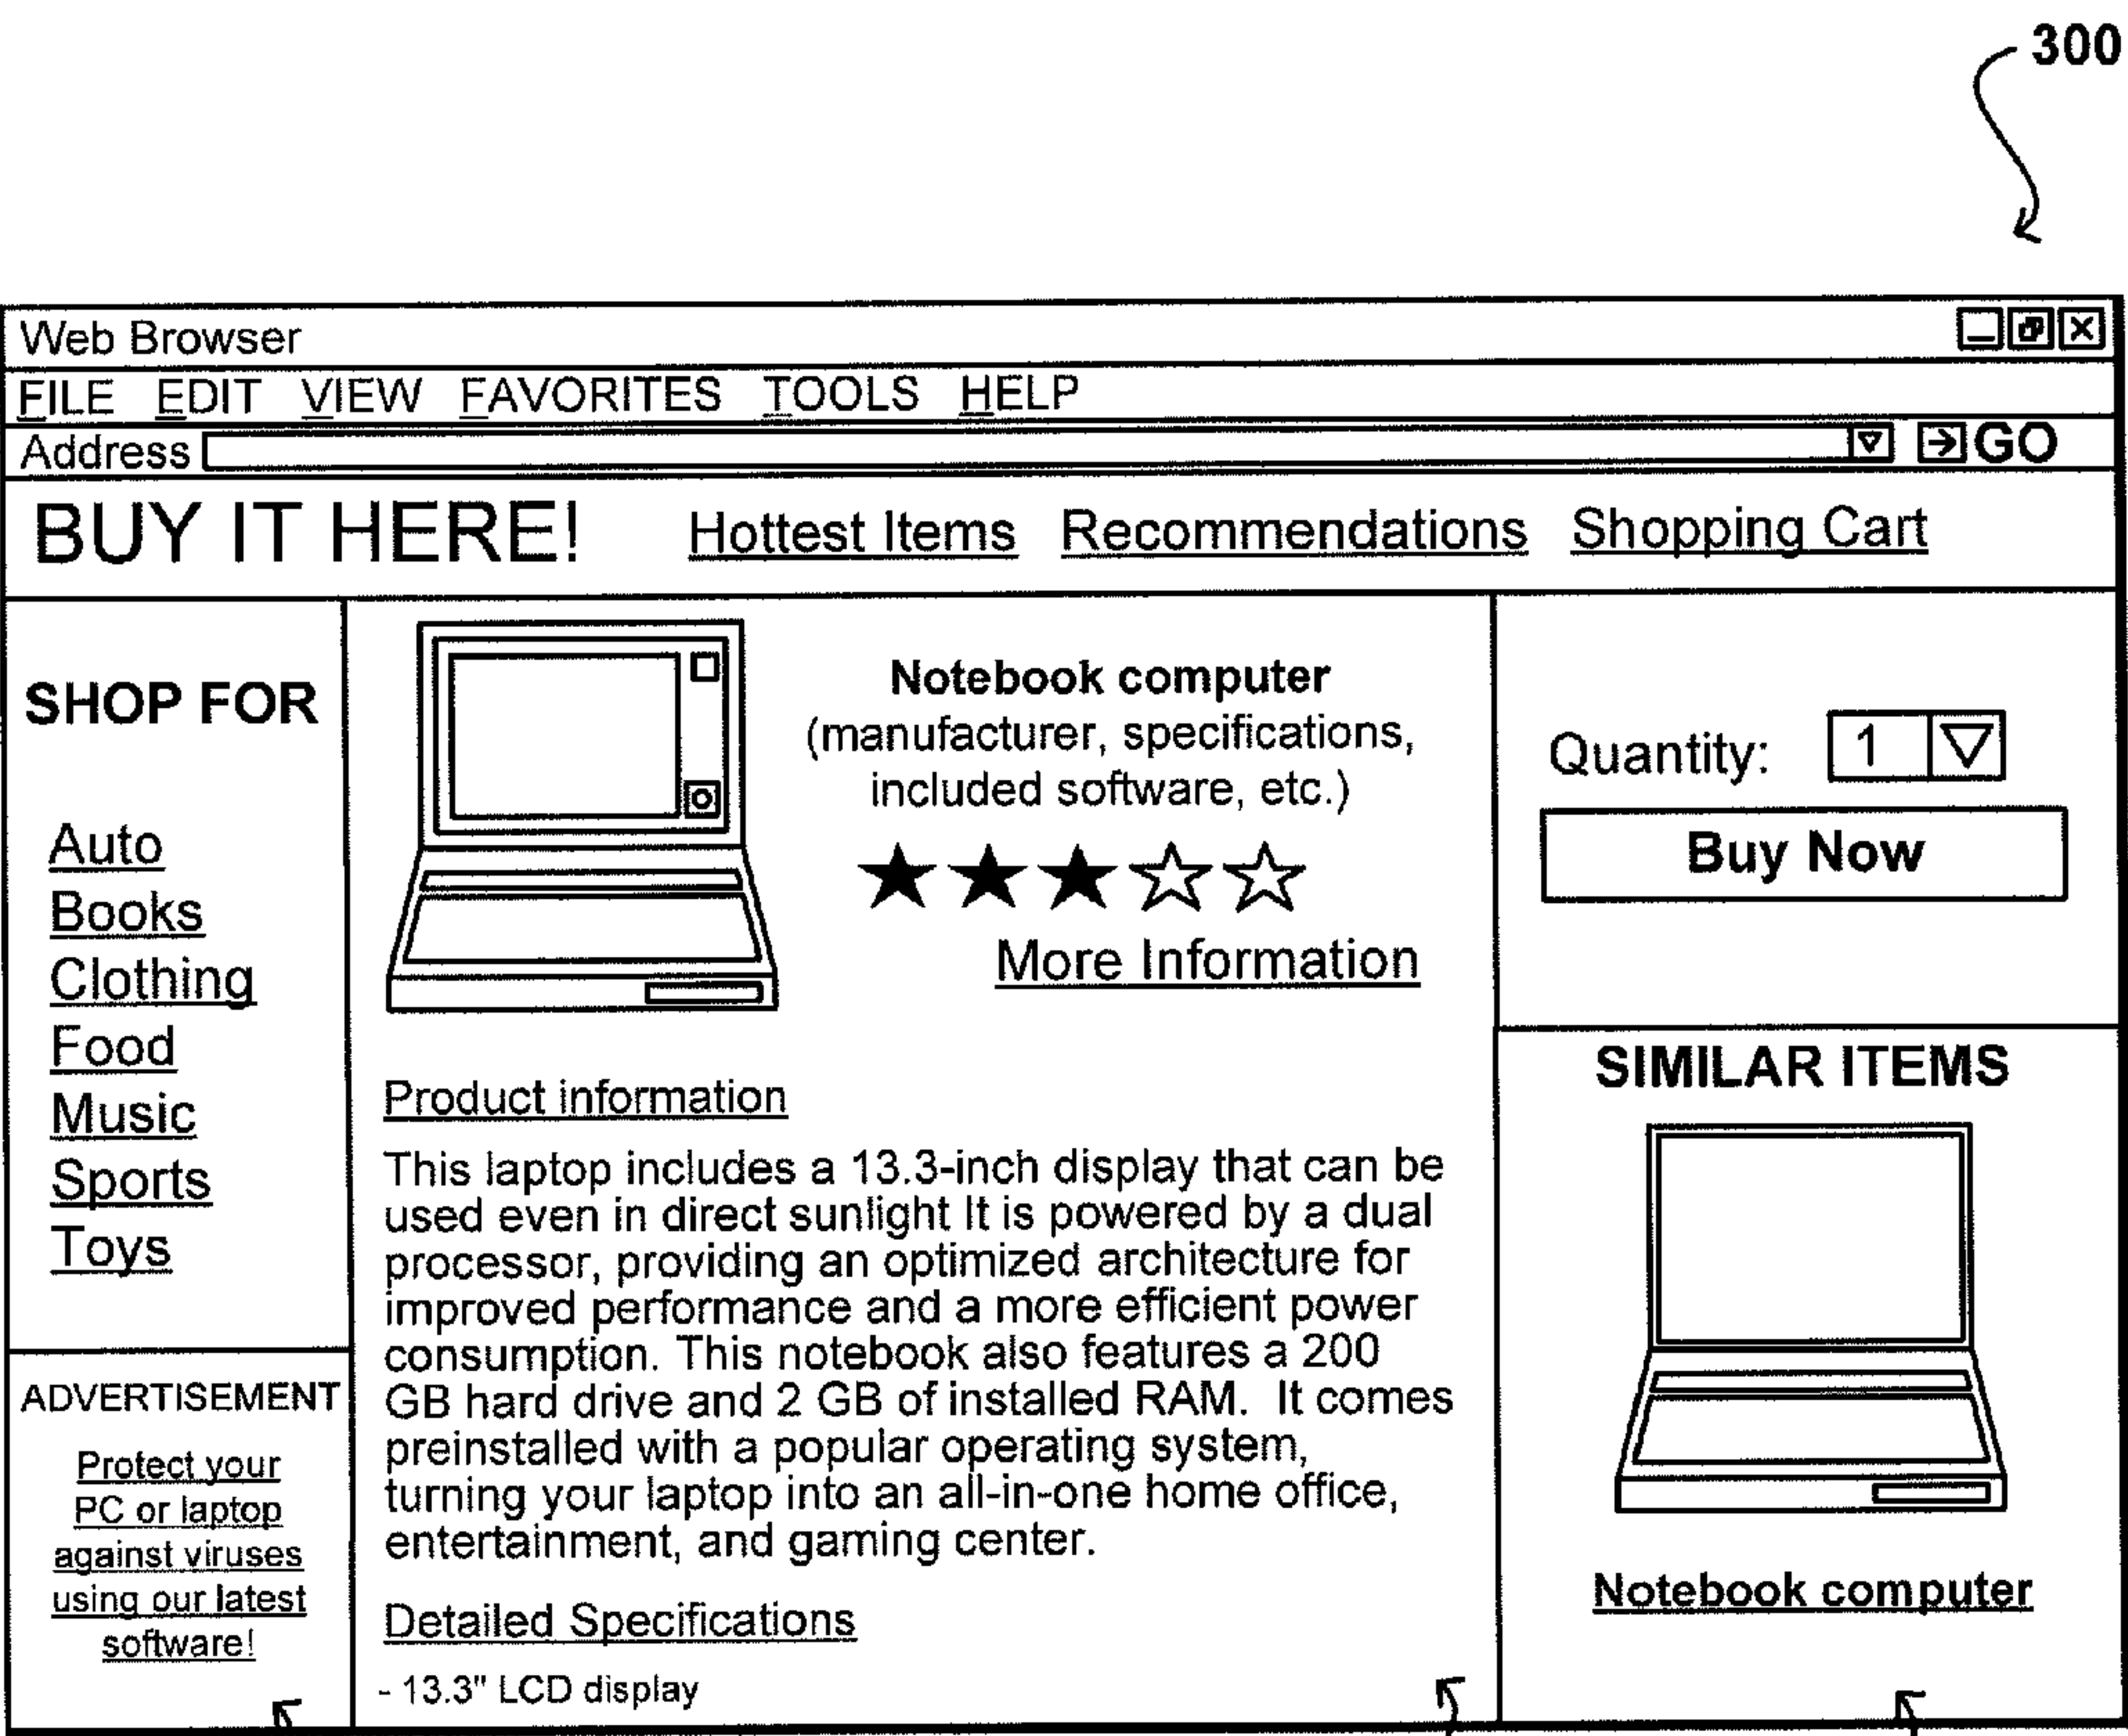 300
Web Browser
FILE EDIT VIEW FAVORITES TOOLS HELP
Address GO
BUY IT HERE! Hottest Items Recommendations Shopping Cart
SHOP FOR
Auto
Books
Clothing
Food
Music
Sports
Toys
ADVERTISEMENT
Protect your
PC or laptop
against viruses
using our latest
software!
Notebook computer
(manufacturer, specifications,
included software, etc.)
More Information
Product information
This laptop includes a 13.3-inch display that can be
used even in direct sunlight It is powered by a dual
processor, providing an optimized architecture for
improved performance and a more efficient power
consumption. This notebook also features a 200
GB hard drive and 2 GB of installed RAM.  It comes
preinstalled with a popular operating system,
turning your laptop into an all-in-one home office,
entertainment, and gaming center.
Detailed Specifications
- 13.3" LCD display
Quantity: 1
Buy Now
SIMILAR ITEMS
Notebook computer